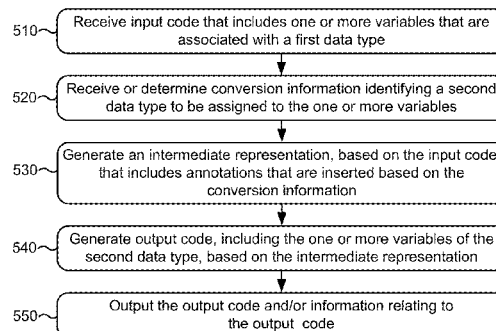 510
Receive input code that includes one or more variables that are
associated with a first data type
520
Receive or determine conversion information identifying a second
data type to be assigned to the one or more variables
530
Generate an intermediate representation, based on the input code
that includes annotations that are inserted based on the
conversion information
540
Generate output code, including the one or more variables of the
second data type, based on the intermediate representation
550
Output the output code and/or information relating to
the output code